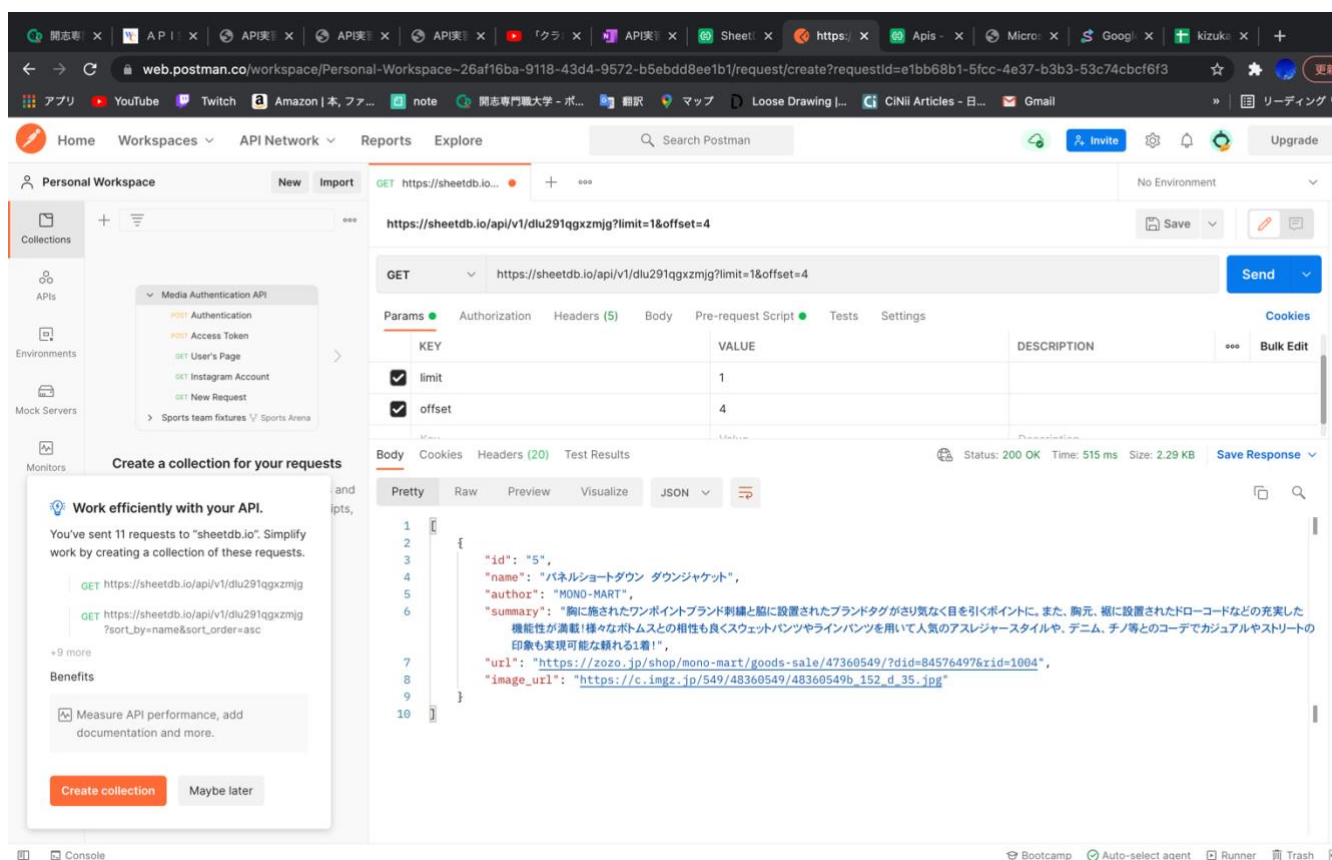 開志専
API
API実
API実
API実
「クラ
API実
Sheet
https:/
Apis -
Micro
Googl
kizuka
web.postman.co/workspace/Personal-Workspace~26af16ba-9118-43d4-9572-b5ebdd8ee1b1/request/create?requestId=e1bb68b1-5fcc-4e37-b3b3-53c74cbcf6f3
更新
アプリ
YouTube
Twitch
Amazon | 本, ファ...
note
開志専門職大学 - ポ...
翻訳
マップ
Loose Drawing |...
CiNii Articles - 日...
Gmail
»
リーディング
Home
Workspaces
API Network
Reports
Explore
Search Postman
Invite
Upgrade
Personal Workspace
New
Import
GET https://sheetdb.io...
No Environment
Collections
https://sheetdb.io/api/v1/dlu291qgxzmjg?limit=1&offset=4
Save
GET
https://sheetdb.io/api/v1/dlu291qgxzmjg?limit=1&offset=4
Send
APIs
Media Authentication API
POST Authentication
POST Access Token
GET User's Page
GET Instagram Account
GET New Request
Sports team fixtures Sports Arena
Params
Authorization
Headers (5)
Body
Pre-request Script
Tests
Settings
Cookies
Environments
KEY
VALUE
DESCRIPTION
Bulk Edit
limit
1
Mock Servers
offset
4
Key
Value
Description
Monitors
Create a collection for your requests
and
ipts,
Body
Cookies
Headers (20)
Test Results
Status: 200 OK Time: 515 ms Size: 2.29 KB
Save Response
Pretty
Raw
Preview
Visualize
JSON
Work efficiently with your API.
You've sent 11 requests to "sheetdb.io". Simplify
work by creating a collection of these requests.
GET https://sheetdb.io/api/v1/dlu291qgxzmjg
GET https://sheetdb.io/api/v1/dlu291qgxzmjg
?sort_by=name&sort_order=asc
+9 more
Benefits
Measure API performance, add
documentation and more.
Create collection
Maybe later
1 [
2 {
3 "id": "5",
4 "name": "パネルショートダウン ダウンジャケット",
5 "author": "MONO-MART",
6 "summary": "胸に施されたワンポイントブランド刺繍と脇に設置されたブランドタグがさり気なく目を引くポイントに。また、胸元、裾に設置されたドローコードなどの充実した
機能性が満載!様々なボトムスとの相性も良くスウェットパンツやラインパンツを用いて人気のアスレジャースタイルや、デニム、チノ等とのコーデでカジュアルやストリートの
印象も実現可能な頼れる1着!",
7 "url": "https://zozo.jp/shop/mono-mart/goods-sale/47360549/?did=84576497&rid=1004",
8 "image_url": "https://c.imgz.jp/549/48360549/48360549b_152_d_35.jpg"
9 }
10 ]
Console
Bootcamp
Auto-select agent
Runner
Trash